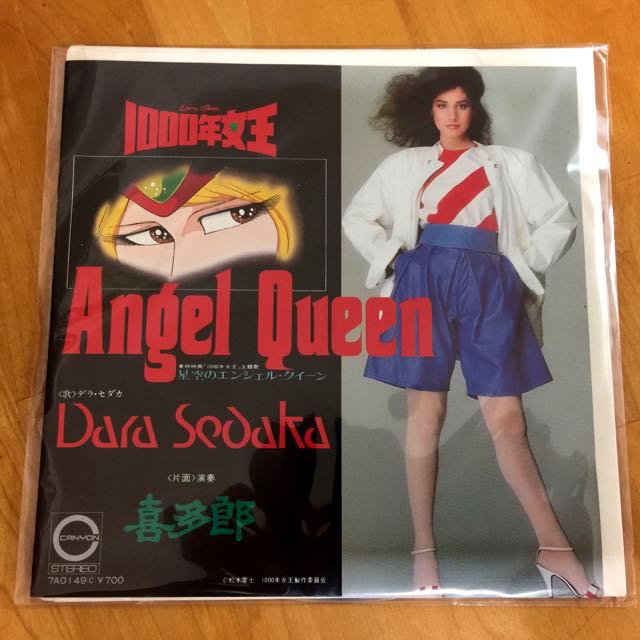 1000年女王
Angel Queen
東映映画「1000年女王」主題歌
星空のエンジェル・クイーン
〈歌〉デラ・セダカ
Dara Sedaka
〈片面〉演奏
喜多郎
CANYON
STEREO
7A0149 C ¥700
C 松本零士 1000年女王製作委員会